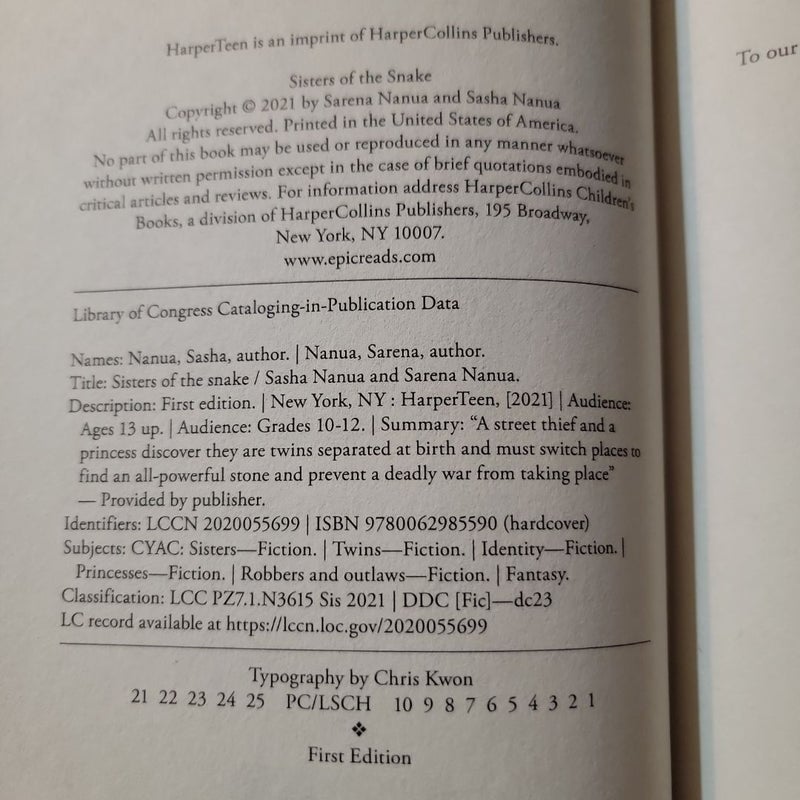 HarperTeen is an imprint of HarperCollins Publishers.
Sisters of the Snake
Copyright © 2021 by Sarena Nanua and Sasha Nanua
All rights reserved. Printed in the United States of America.
No part of this book may be used or reproduced in any manner whatsoever
without written permission except in the case of brief quotations embodied in
critical articles and reviews. For information address HarperCollins Children's
Books, a division of HarperCollins Publishers, 195 Broadway,
New York, NY 10007.
www.epicreads.com
Library of Congress Cataloging-in-Publication Data
Names: Nanua, Sasha, author. | Nanua, Sarena, author.
Title: Sisters of the snake / Sasha Nanua and Sarena Nanua.
Description: First edition. | New York, NY : HarperTeen, [2021] | Audience:
Ages 13 up. | Audience: Grades 10-12. | Summary: “A street thief and a
princess discover they are twins separated at birth and must switch places to
find an all-powerful stone and prevent a deadly war from taking place”
— Provided by publisher.
Identifiers: LCCN 2020055699 | ISBN 9780062985590 (hardcover)
Subjects: CYAC: Sisters—Fiction. | Twins—Fiction. | Identity—Fiction. |
Princesses—Fiction. | Robbers and outlaws—Fiction. | Fantasy.
Classification: LCC PZ7.1.N3615 Sis 2021 | DDC [Fic]—dc23
LC record available at https://lccn.loc.gov/2020055699
Typography by Chris Kwon
21 22 23 24 25 PC/LSCH 10 9 8 7 6 5 4 3 2 1
❖
First Edition
To our